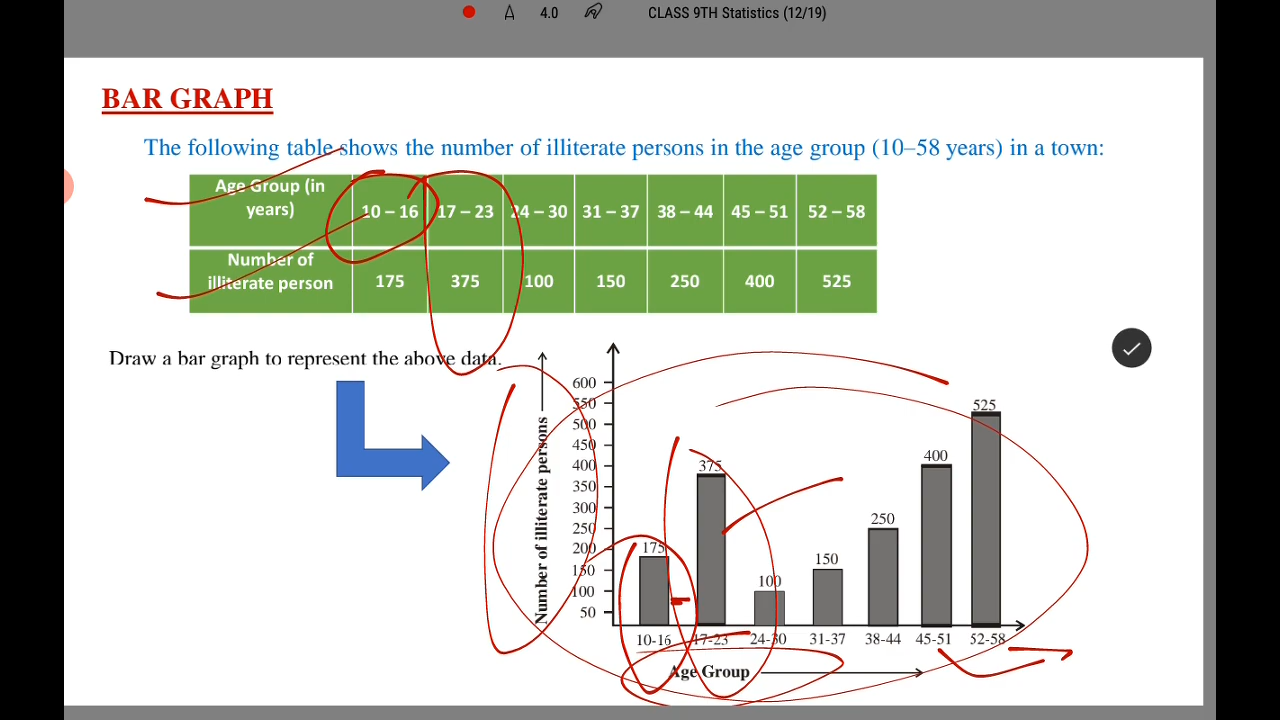 4.0 CLASS 9TH Statistics (12/19)
BAR GRAPH
The following table shows the number of illiterate persons in the age group (10–58 years) in a town:
Age Group (in years) 10 – 16 17 – 23 24 – 30 31 – 37 38 – 44 45 – 51 52 – 58
Number of illiterate person 175 375 100 150 250 400 525
Draw a bar graph to represent the above data.
Number of illiterate persons
600
550
500
450
400
350
300
250
200
150
100
50
175 375 100 150 250 400 525
10-16 17-23 24-30 31-37 38-44 45-51 52-58
Age Group